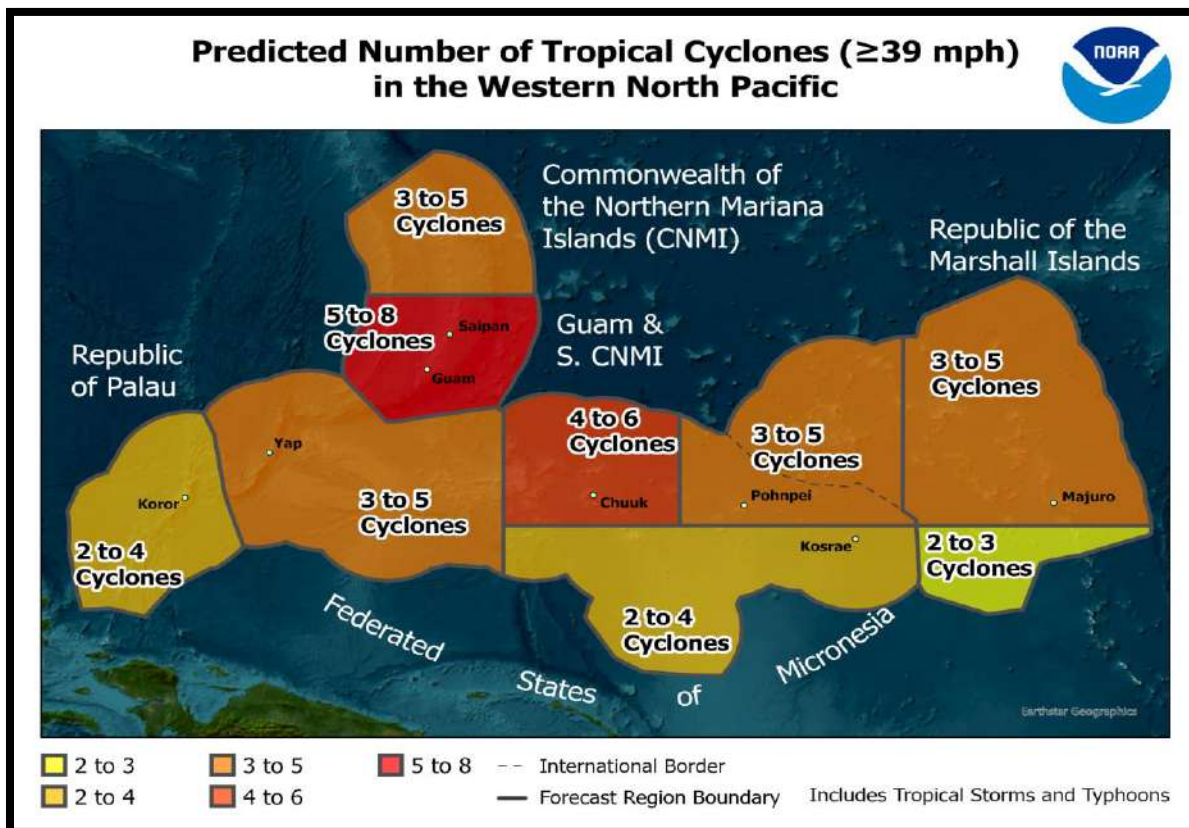 Predicted Number of Tropical Cyclones (≥39 mph)
in the Western North Pacific
NOAA
3 to 5
Cyclones
Commonwealth of
the Northern Mariana
Islands (CNMI)
Republic of the
Marshall Islands
5 to 8
Cyclones
Saipan
Guam
Guam &
S. CNMI
Republic
of Palau
3 to 5
Cyclones
4 to 6
Cyclones
3 to 5
Cyclones
Yap
Koror
3 to 5
Cyclones
Chuuk
Pohnpei
Majuro
2 to 4
Cyclones
Kosrae
2 to 3
Cyclones
2 to 4
Cyclones
Federated
States
of
Micronesia
Earthstar Geographics
2 to 3
3 to 5
5 to 8
International Border
2 to 4
4 to 6
Forecast Region Boundary
Includes Tropical Storms and Typhoons